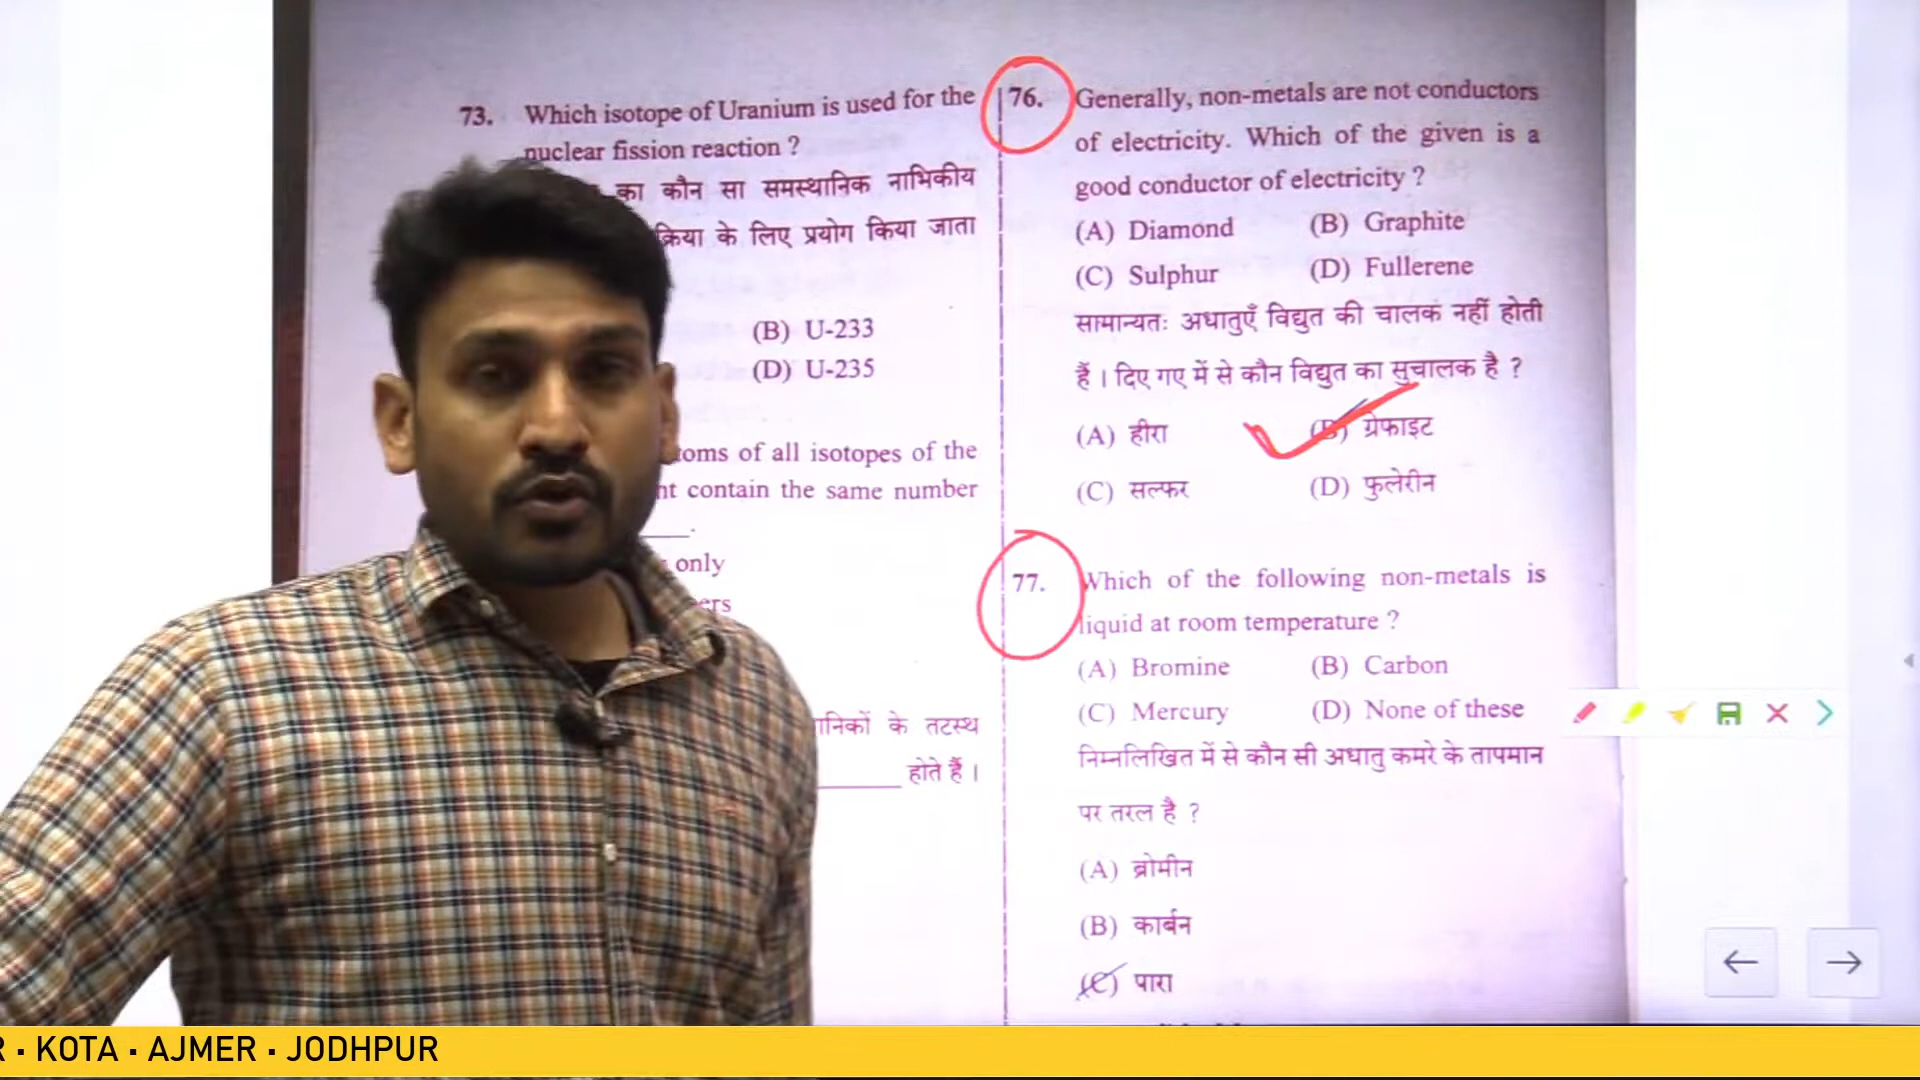 73. Which isotope of Uranium is used for the
nuclear fission reaction ?
का कौन सा समस्थानिक नाभिकीय
क्रिया के लिए प्रयोग किया जाता
(B) U-233
(D) U-235
oms of all isotopes of the
nt contain the same number
______.
only
ers
निकों के तटस्थ
______ होते हैं ।
76. Generally, non-metals are not conductors
of electricity. Which of the given is a
good conductor of electricity ?
(A) Diamond (B) Graphite
(C) Sulphur (D) Fullerene
सामान्यतः अधातुएँ विद्युत की चालक नहीं होती
हैं । दिए गए में से कौन विद्युत का सुचालक है ?
(A) हीरा (B) ग्रेफाइट
(C) सल्फर (D) फुलेरीन
77. Which of the following non-metals is
liquid at room temperature ?
(A) Bromine (B) Carbon
(C) Mercury (D) None of these
निम्नलिखित में से कौन सी अधातु कमरे के तापमान
पर तरल है ?
(A) ब्रोमीन
(B) कार्बन
(C) पारा
R · KOTA · AJMER · JODHPUR